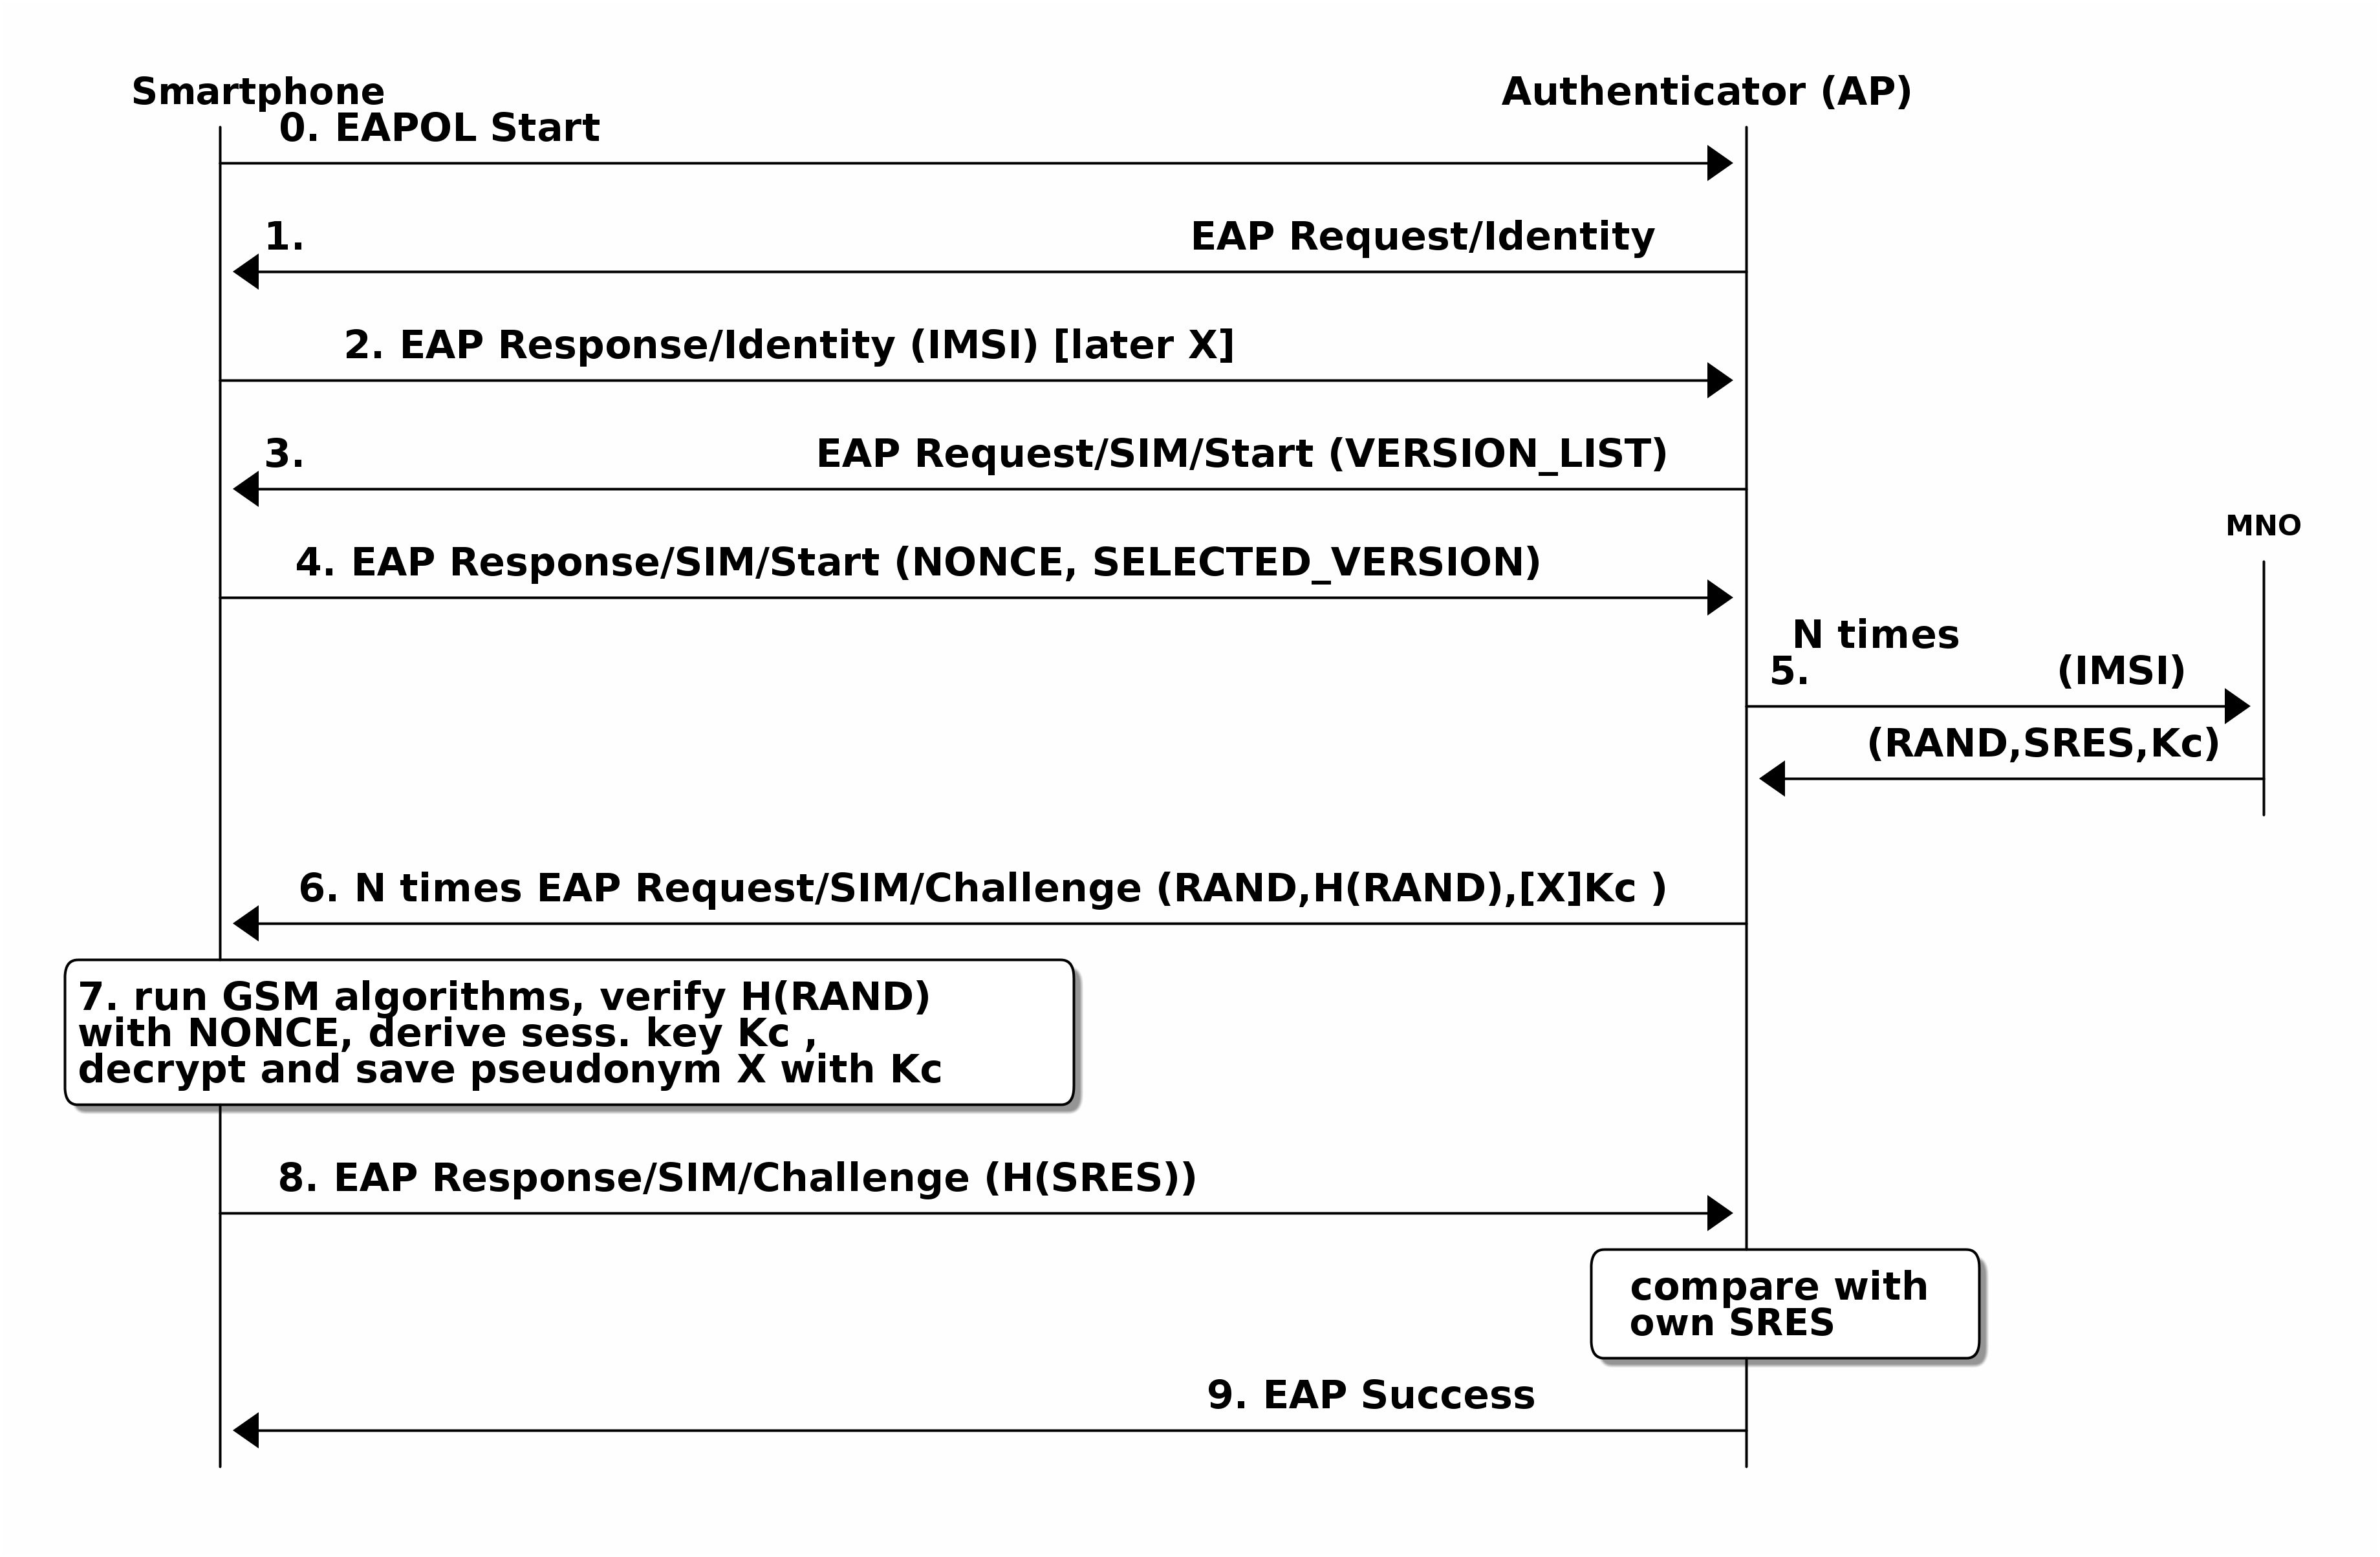 Smartphone
Authenticator (AP)
0. EAPOL Start
1. EAP Request/Identity
2. EAP Response/Identity (IMSI) [later X]
3. EAP Request/SIM/Start (VERSION_LIST)
MNO
4. EAP Response/SIM/Start (NONCE, SELECTED_VERSION)
N times
5. (IMSI)
(RAND,SRES,Kc)
6. N times EAP Request/SIM/Challenge (RAND,H(RAND),[X]Kc )
7. run GSM algorithms, verify H(RAND)
with NONCE, derive sess. key Kc ,
decrypt and save pseudonym X with Kc
8. EAP Response/SIM/Challenge (H(SRES))
compare with
own SRES
9. EAP Success